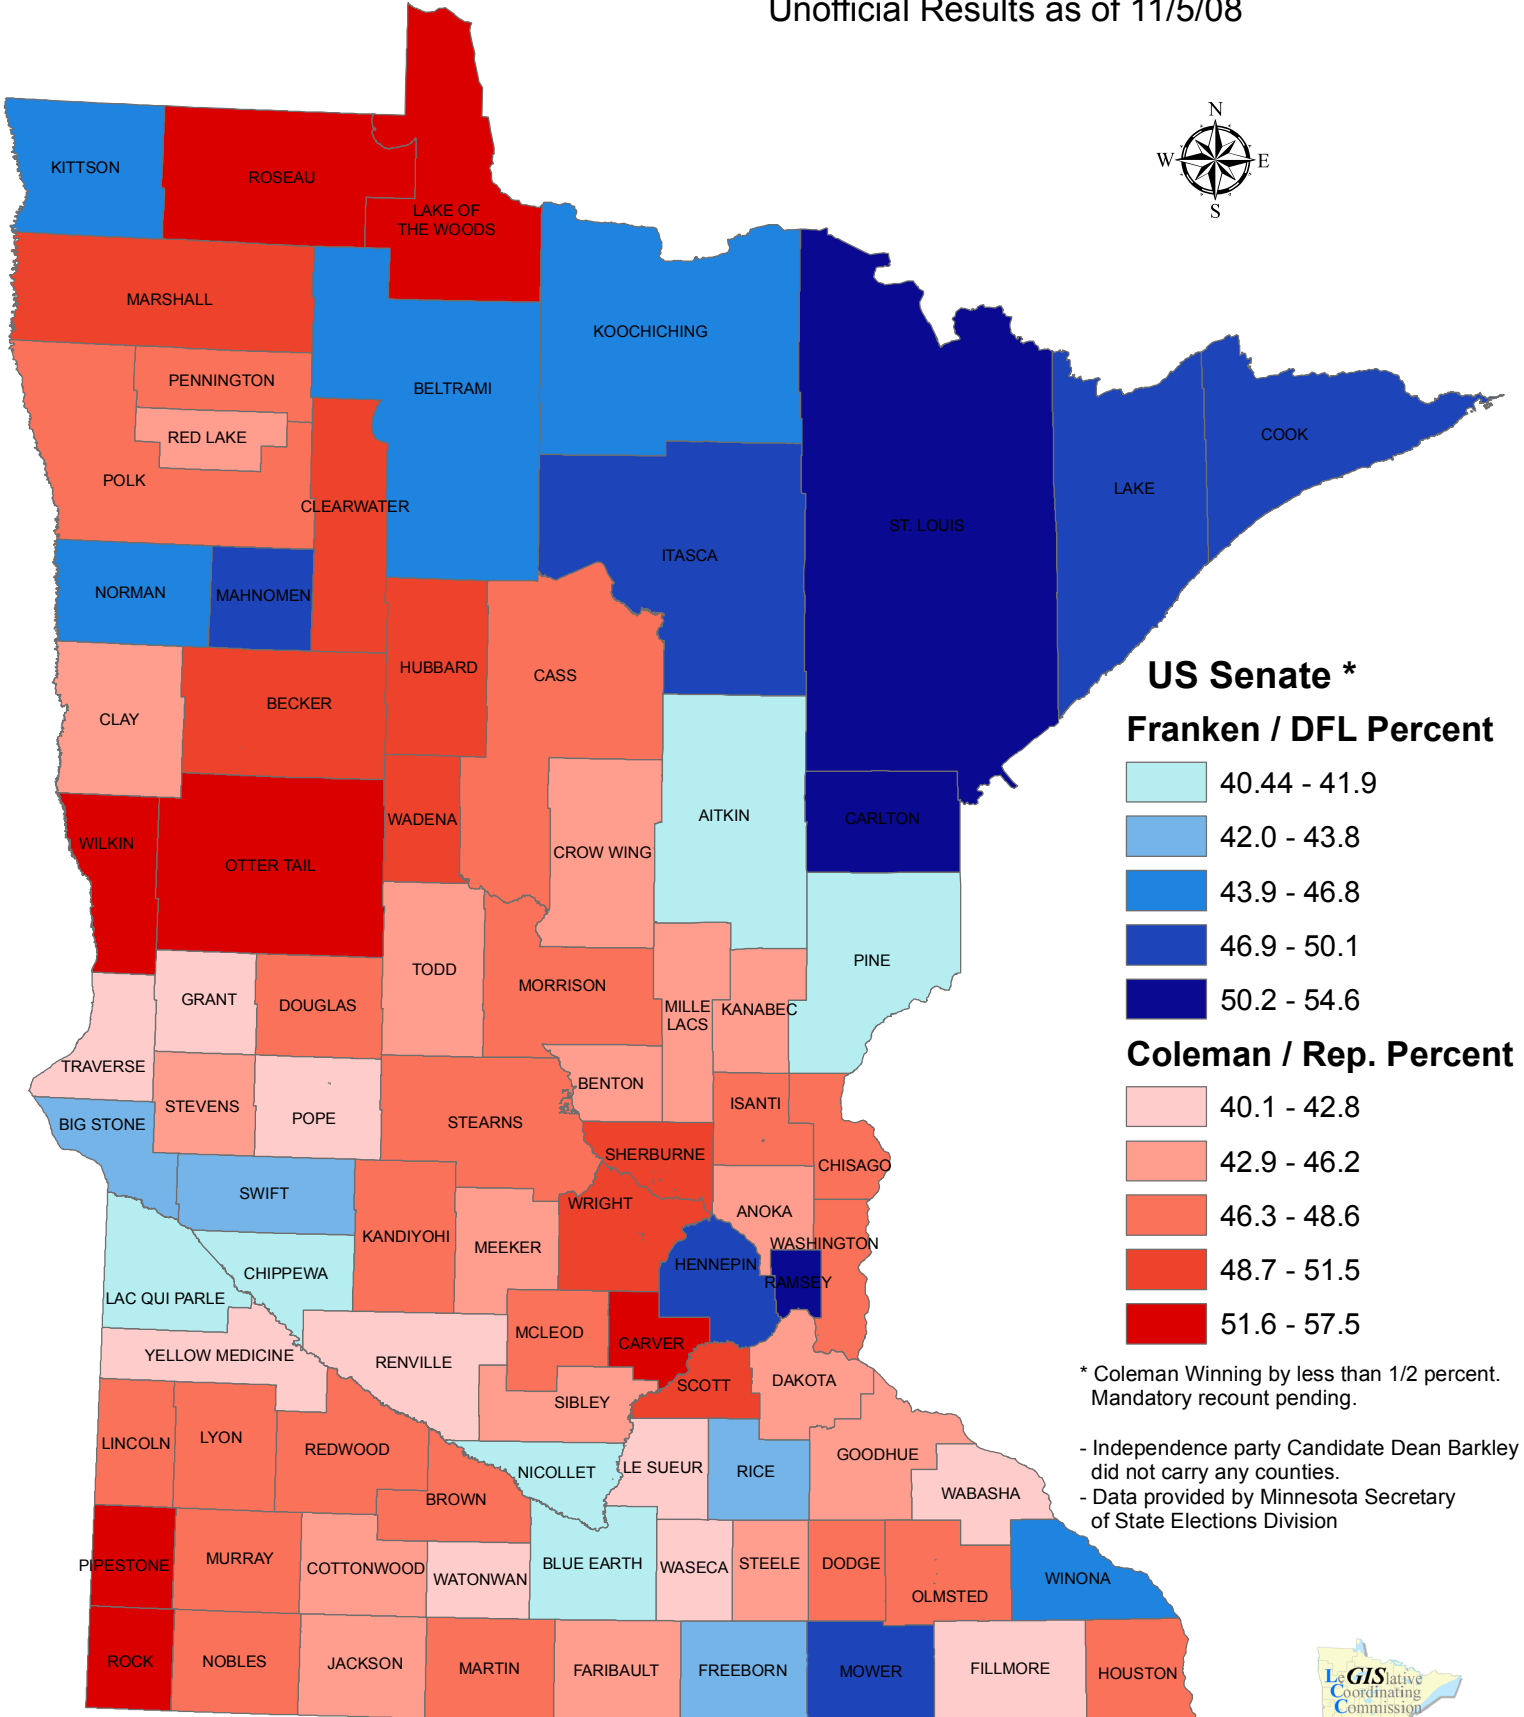 Unofficial Results as of 11/5/08
N
W E
S
KITTSON
ROSEAU
LAKE OF
THE WOODS
MARSHALL
KOOCHICHING
PENNINGTON
BELTRAMI
RED LAKE
COOK
POLK
LAKE
CLEARWATER
ST. LOUIS
ITASCA
NORMAN
MAHNOMEN
HUBBARD
CASS
BECKER
CLAY
AITKIN
CARLTON
WADENA
WILKIN
CROW WING
OTTER TAIL
PINE
TODD
MORRISON
GRANT
DOUGLAS
MILLE
LACS
KANABEC
TRAVERSE
BENTON
STEVENS
ISANTI
POPE
BIG STONE
STEARNS
SHERBURNE
CHISAGO
SWIFT
WRIGHT
ANOKA
KANDIYOHI
WASHINGTON
MEEKER
HENNEPIN
CHIPPEWA
RAMSEY
LAC QUI PARLE
MCLEOD
CARVER
YELLOW MEDICINE
RENVILLE
DAKOTA
SCOTT
SIBLEY
LYON
LINCOLN
REDWOOD
GOODHUE
LE SUEUR
NICOLLET
RICE
WABASHA
BROWN
PIPESTONE
MURRAY
COTTONWOOD
WATONWAN
BLUE EARTH
WASECA
STEELE
DODGE
OLMSTED
WINONA
ROCK
NOBLES
JACKSON
MARTIN
FARIBAULT
FREEBORN
MOWER
FILLMORE
HOUSTON
US Senate *
Franken / DFL Percent
40.44 - 41.9
42.0 - 43.8
43.9 - 46.8
46.9 - 50.1
50.2 - 54.6
Coleman / Rep. Percent
40.1 - 42.8
42.9 - 46.2
46.3 - 48.6
48.7 - 51.5
51.6 - 57.5
* Coleman Winning by less than 1/2 percent.
Mandatory recount pending.
- Independence party Candidate Dean Barkley
did not carry any counties.
- Data provided by Minnesota Secretary
of State Elections Division
LeGISlative
Coordinating
Commission